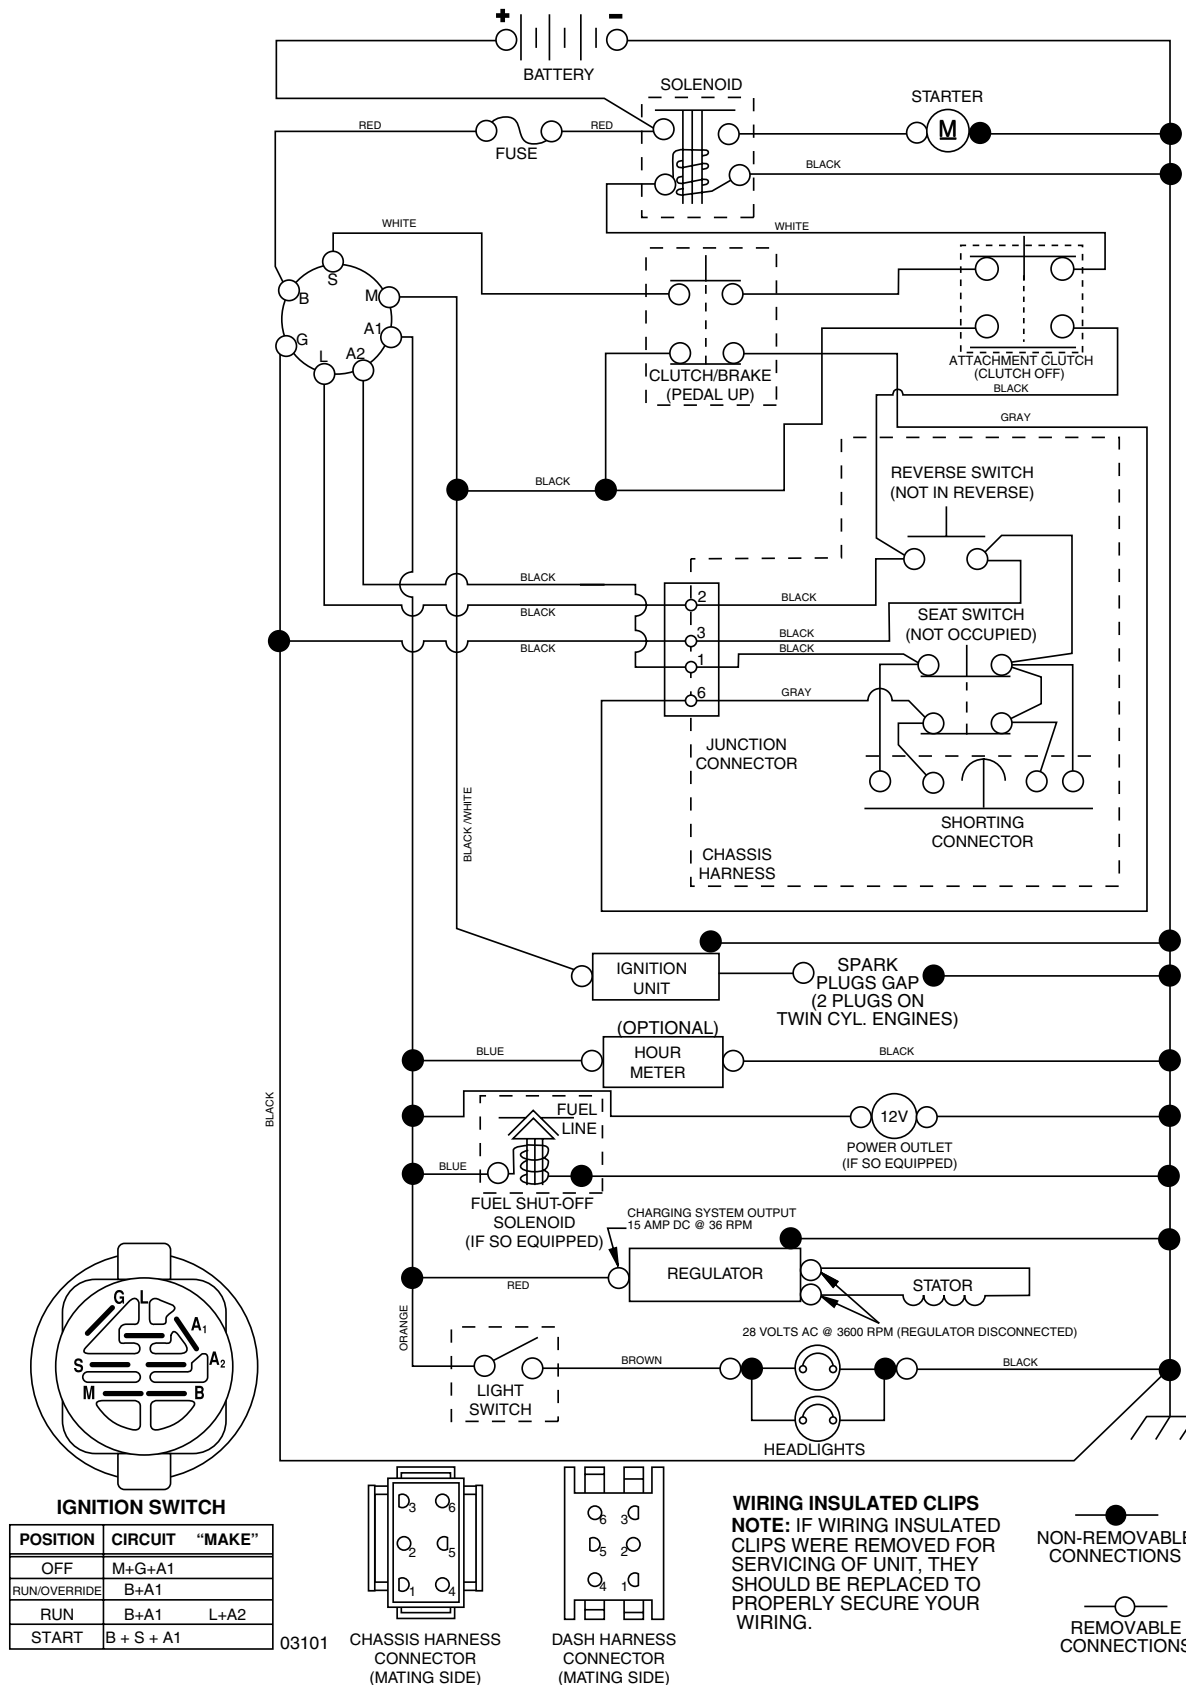 + -
BATTERY
SOLENOID
STARTER
RED
FUSE
RED
M
BLACK
WHITE
WHITE
S
B
M
A1
G
L
A2
CLUTCH/BRAKE
(PEDAL UP)
ATTACHMENT CLUTCH
(CLUTCH OFF)
BLACK
GRAY
BLACK
REVERSE SWITCH
(NOT IN REVERSE)
BLACK
2
BLACK
BLACK
SEAT SWITCH
(NOT OCCUPIED)
3
BLACK
BLACK
1
BLACK
6
GRAY
JUNCTION
CONNECTOR
SHORTING
CONNECTOR
CHASSIS
HARNESS
BLACK /WHITE
IGNITION
UNIT
SPARK
PLUGS GAP
(2 PLUGS ON
TWIN CYL. ENGINES)
(OPTIONAL)
HOUR
METER
BLUE
BLACK
BLACK
FUEL
LINE
12V
POWER OUTLET
(IF SO EQUIPPED)
BLUE
FUEL SHUT-OFF
SOLENOID
(IF SO EQUIPPED)
CHARGING SYSTEM OUTPUT
15 AMP DC @ 36 RPM
REGULATOR
STATOR
RED
28 VOLTS AC @ 3600 RPM (REGULATOR DISCONNECTED)
ORANGE
LIGHT
SWITCH
BROWN
BLACK
HEADLIGHTS
G L
A1
S
A2
M B
IGNITION SWITCH
POSITION CIRCUIT “MAKE”
OFF M+G+A1
RUN/OVERRIDE B+A1
RUN B+A1 L+A2
START B + S + A1
03101
3 6
2 5
1 4
CHASSIS HARNESS
CONNECTOR
(MATING SIDE)
6 3
5 2
4 1
DASH HARNESS
CONNECTOR
(MATING SIDE)
WIRING INSULATED CLIPS
NOTE: IF WIRING INSULATED
CLIPS WERE REMOVED FOR
SERVICING OF UNIT, THEY
SHOULD BE REPLACED TO
PROPERLY SECURE YOUR
WIRING.
NON-REMOVABLE
CONNECTIONS
REMOVABLE
CONNECTIONS